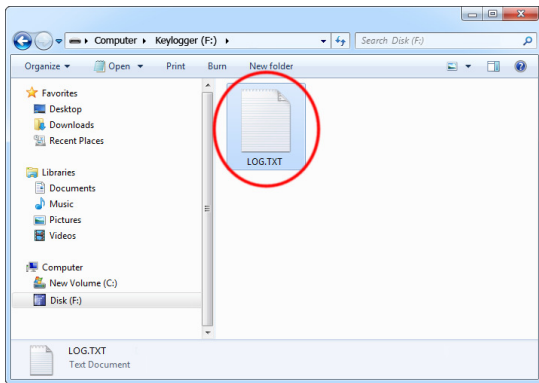 Computer Keylogger (F:) Search Disk (F:)
Organize Open Print Burn New folder
Favorites
Desktop
Downloads
Recent Places
Libraries
Documents
Music
Pictures
Videos
Computer
New Volume (C:)
Disk (F:)
LOG.TXT
LOG.TXT
Text Document